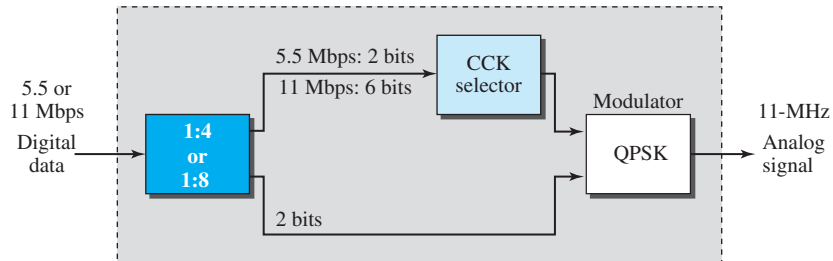 5.5 or
11 Mbps
Digital
data
1:4
or
1:8
5.5 Mbps: 2 bits
11 Mbps: 6 bits
2 bits
CCK
selector
Modulator
QPSK
11-MHz
Analog
signal